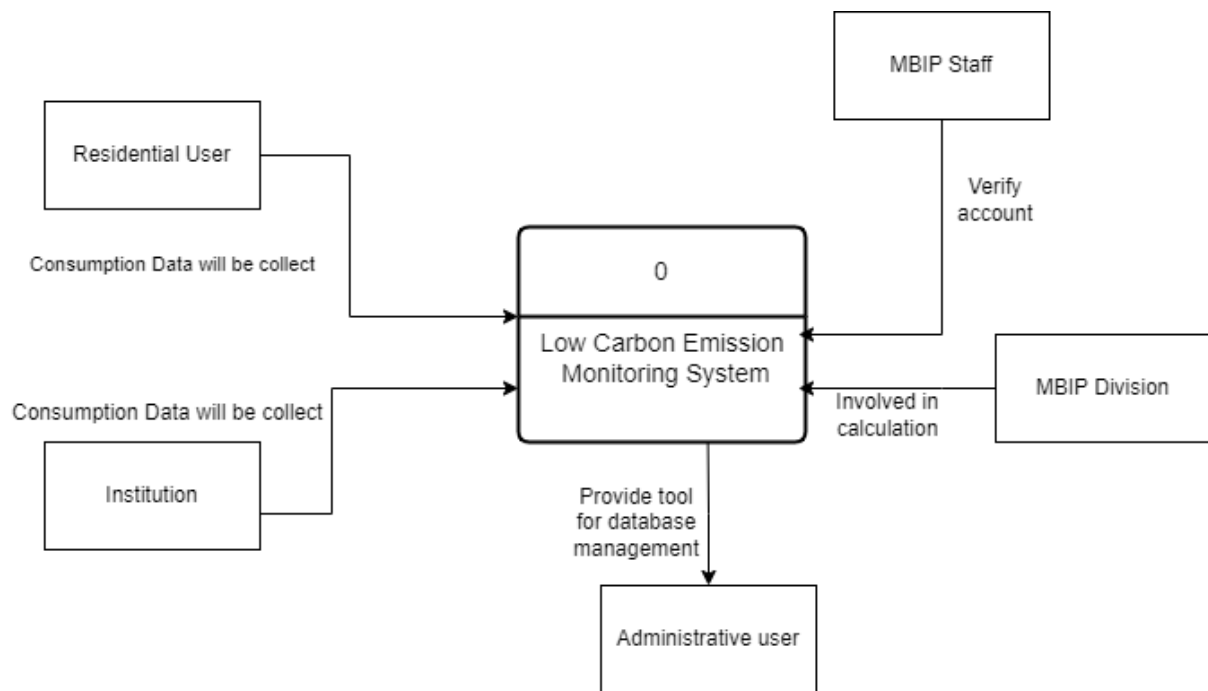 MBIP Staff
Residential User
Verify
account
Consumption Data will be collect
0
Low Carbon Emission
Monitoring System
MBIP Division
Involved in
calculation
Consumption Data will be collect
Institution
Provide tool
for database
management
Administrative user